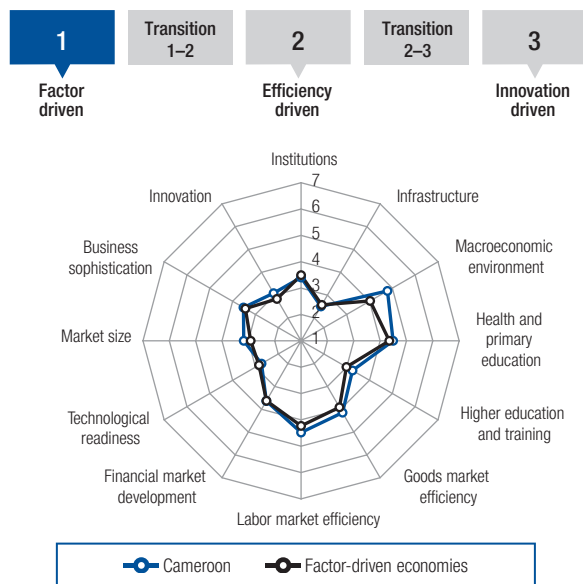 1
Transition
1–2
2
Transition
2–3
3
Factor
driven
Efficiency
driven
Innovation
driven
Institutions
7
6
5
4
3
2
1
Infrastructure
Macroeconomic
environment
Health and
primary
education
Higher education
and training
Goods market
efficiency
Labor market efficiency
Financial market
development
Technological
readiness
Market size
Business
sophistication
Innovation
Cameroon
Factor-driven economies